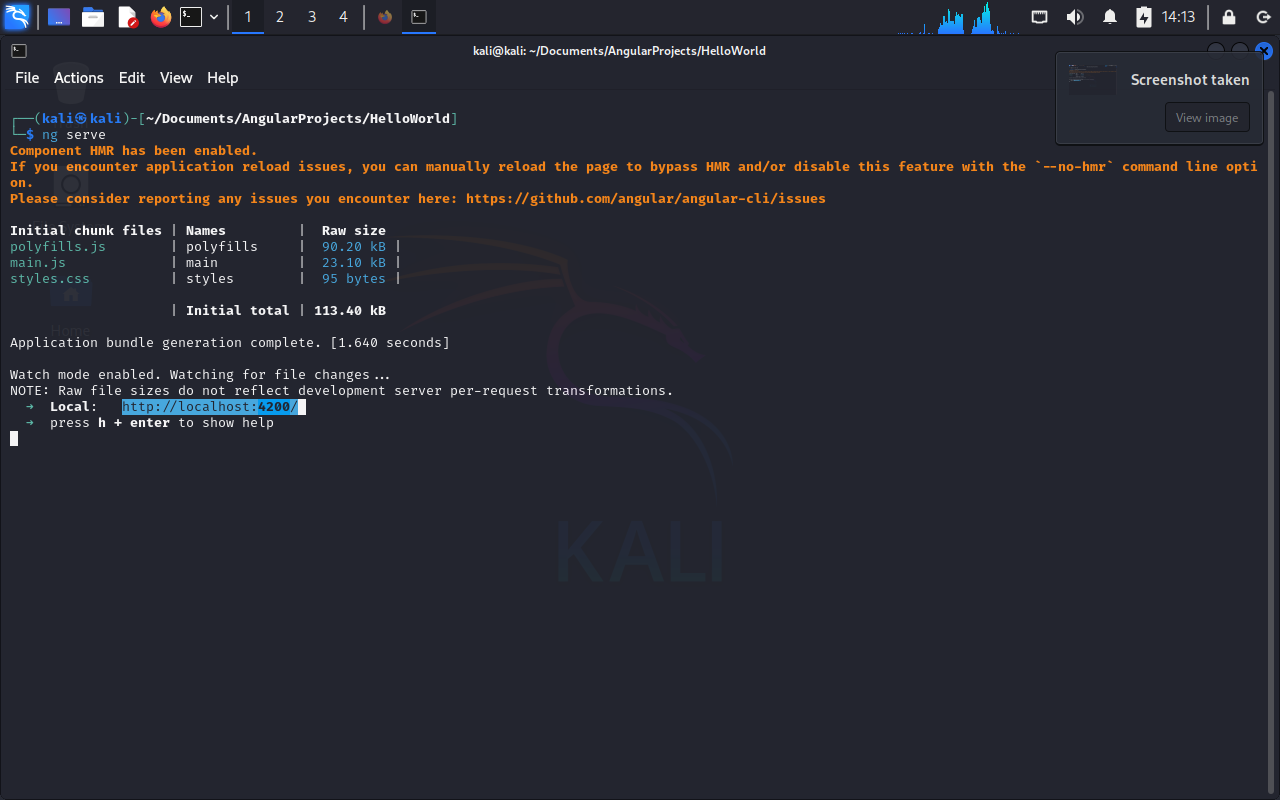 1 2 3 4 14:13
kali@kali: ~/Documents/AngularProjects/HelloWorld
File Actions Edit View Help
Screenshot taken
View image
┌──(kali㉿kali)-[~/Documents/AngularProjects/HelloWorld]
└─$ ng serve
Component HMR has been enabled.
If you encounter application reload issues, you can manually reload the page to bypass HMR and/or disable this feature with the `--no-hmr` command line opti
on.
Please consider reporting any issues you encounter here: https://github.com/angular/angular-cli/issues
Initial chunk files | Names | Raw size
polyfills.js | polyfills | 90.20 kB |
main.js | main | 23.10 kB |
styles.css | styles | 95 bytes |
| Initial total | 113.40 kB
Home
Application bundle generation complete. [1.640 seconds]
Watch mode enabled. Watching for file changes...
NOTE: Raw file sizes do not reflect development server per-request transformations.
➜ Local: http://localhost:4200/
➜ press h + enter to show help
KALI